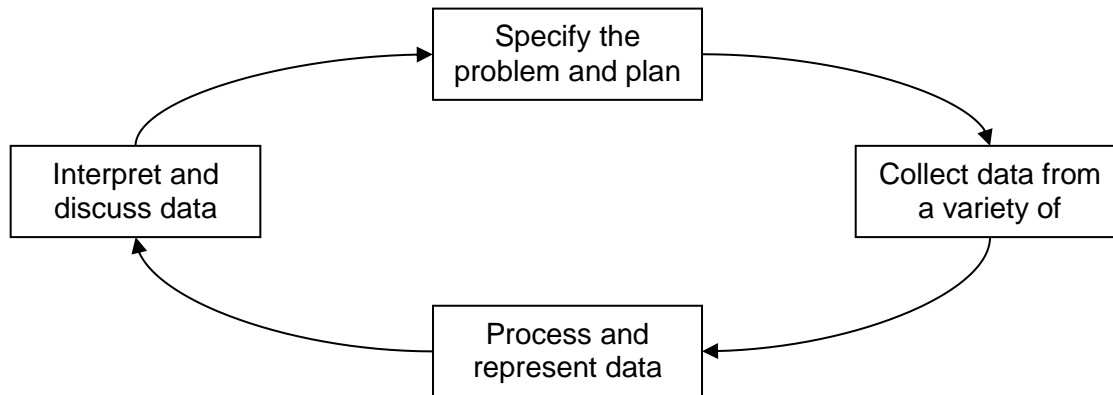 Specify the
problem and plan
Collect data from
a variety of
Process and
represent data
Interpret and
discuss data